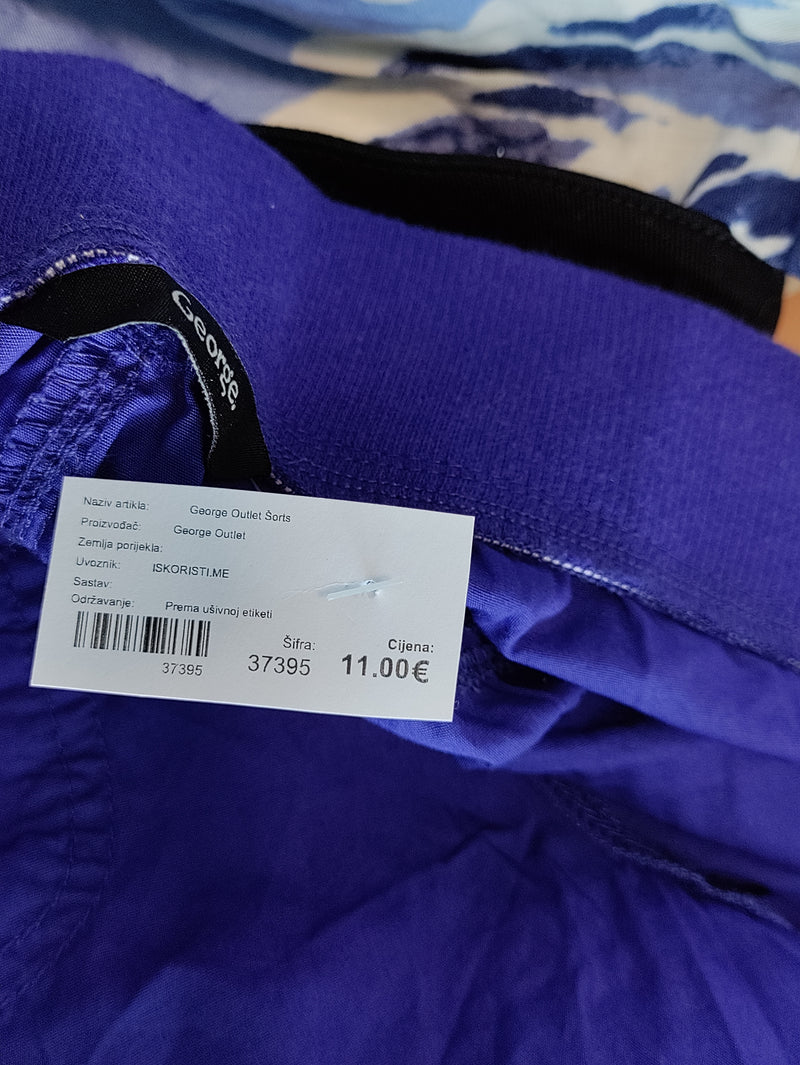 George.
Naziv artikla: George Outlet Šorts
Proizvođač: George Outlet
Zemlja porijekla:
Uvoznik: ISKORISTI.ME
Sastav:
Održavanje: Prema ušivnoj etiketi
37395
Šifra:
37395
Cijena:
11.00€